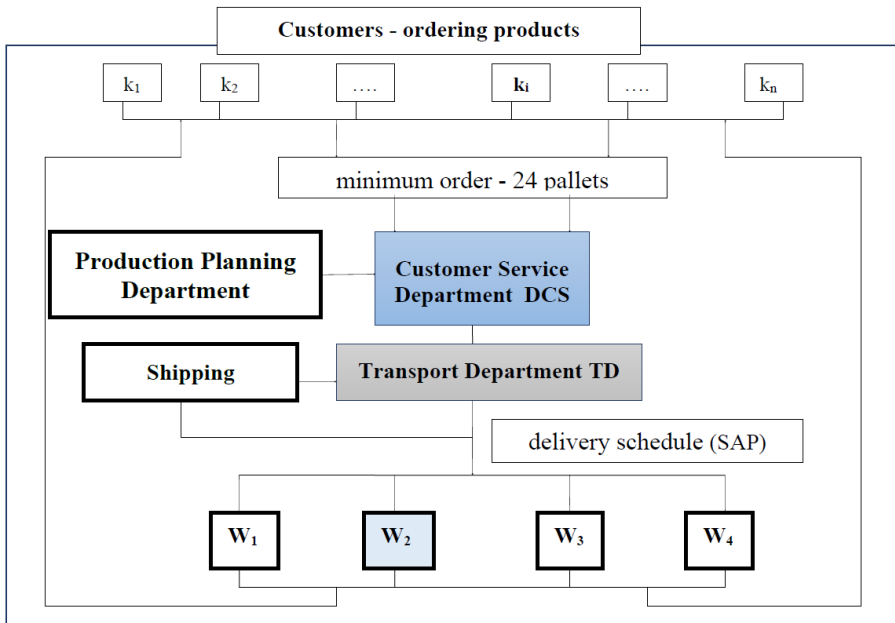 Customers - ordering products
k₁ k₂ …. kᵢ …. kₙ
minimum order - 24 pallets
Production Planning
Department
Customer Service
Department DCS
Shipping
Transport Department TD
delivery schedule (SAP)
W₁ W₂ W₃ W₄